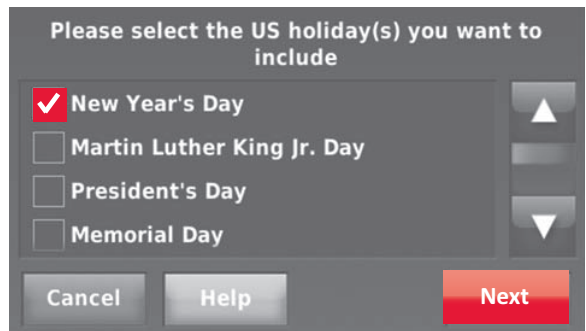 Please select the US holiday(s) you want to
include
New Year's Day
Martin Luther King Jr. Day
President's Day
Memorial Day
Cancel
Help
Next